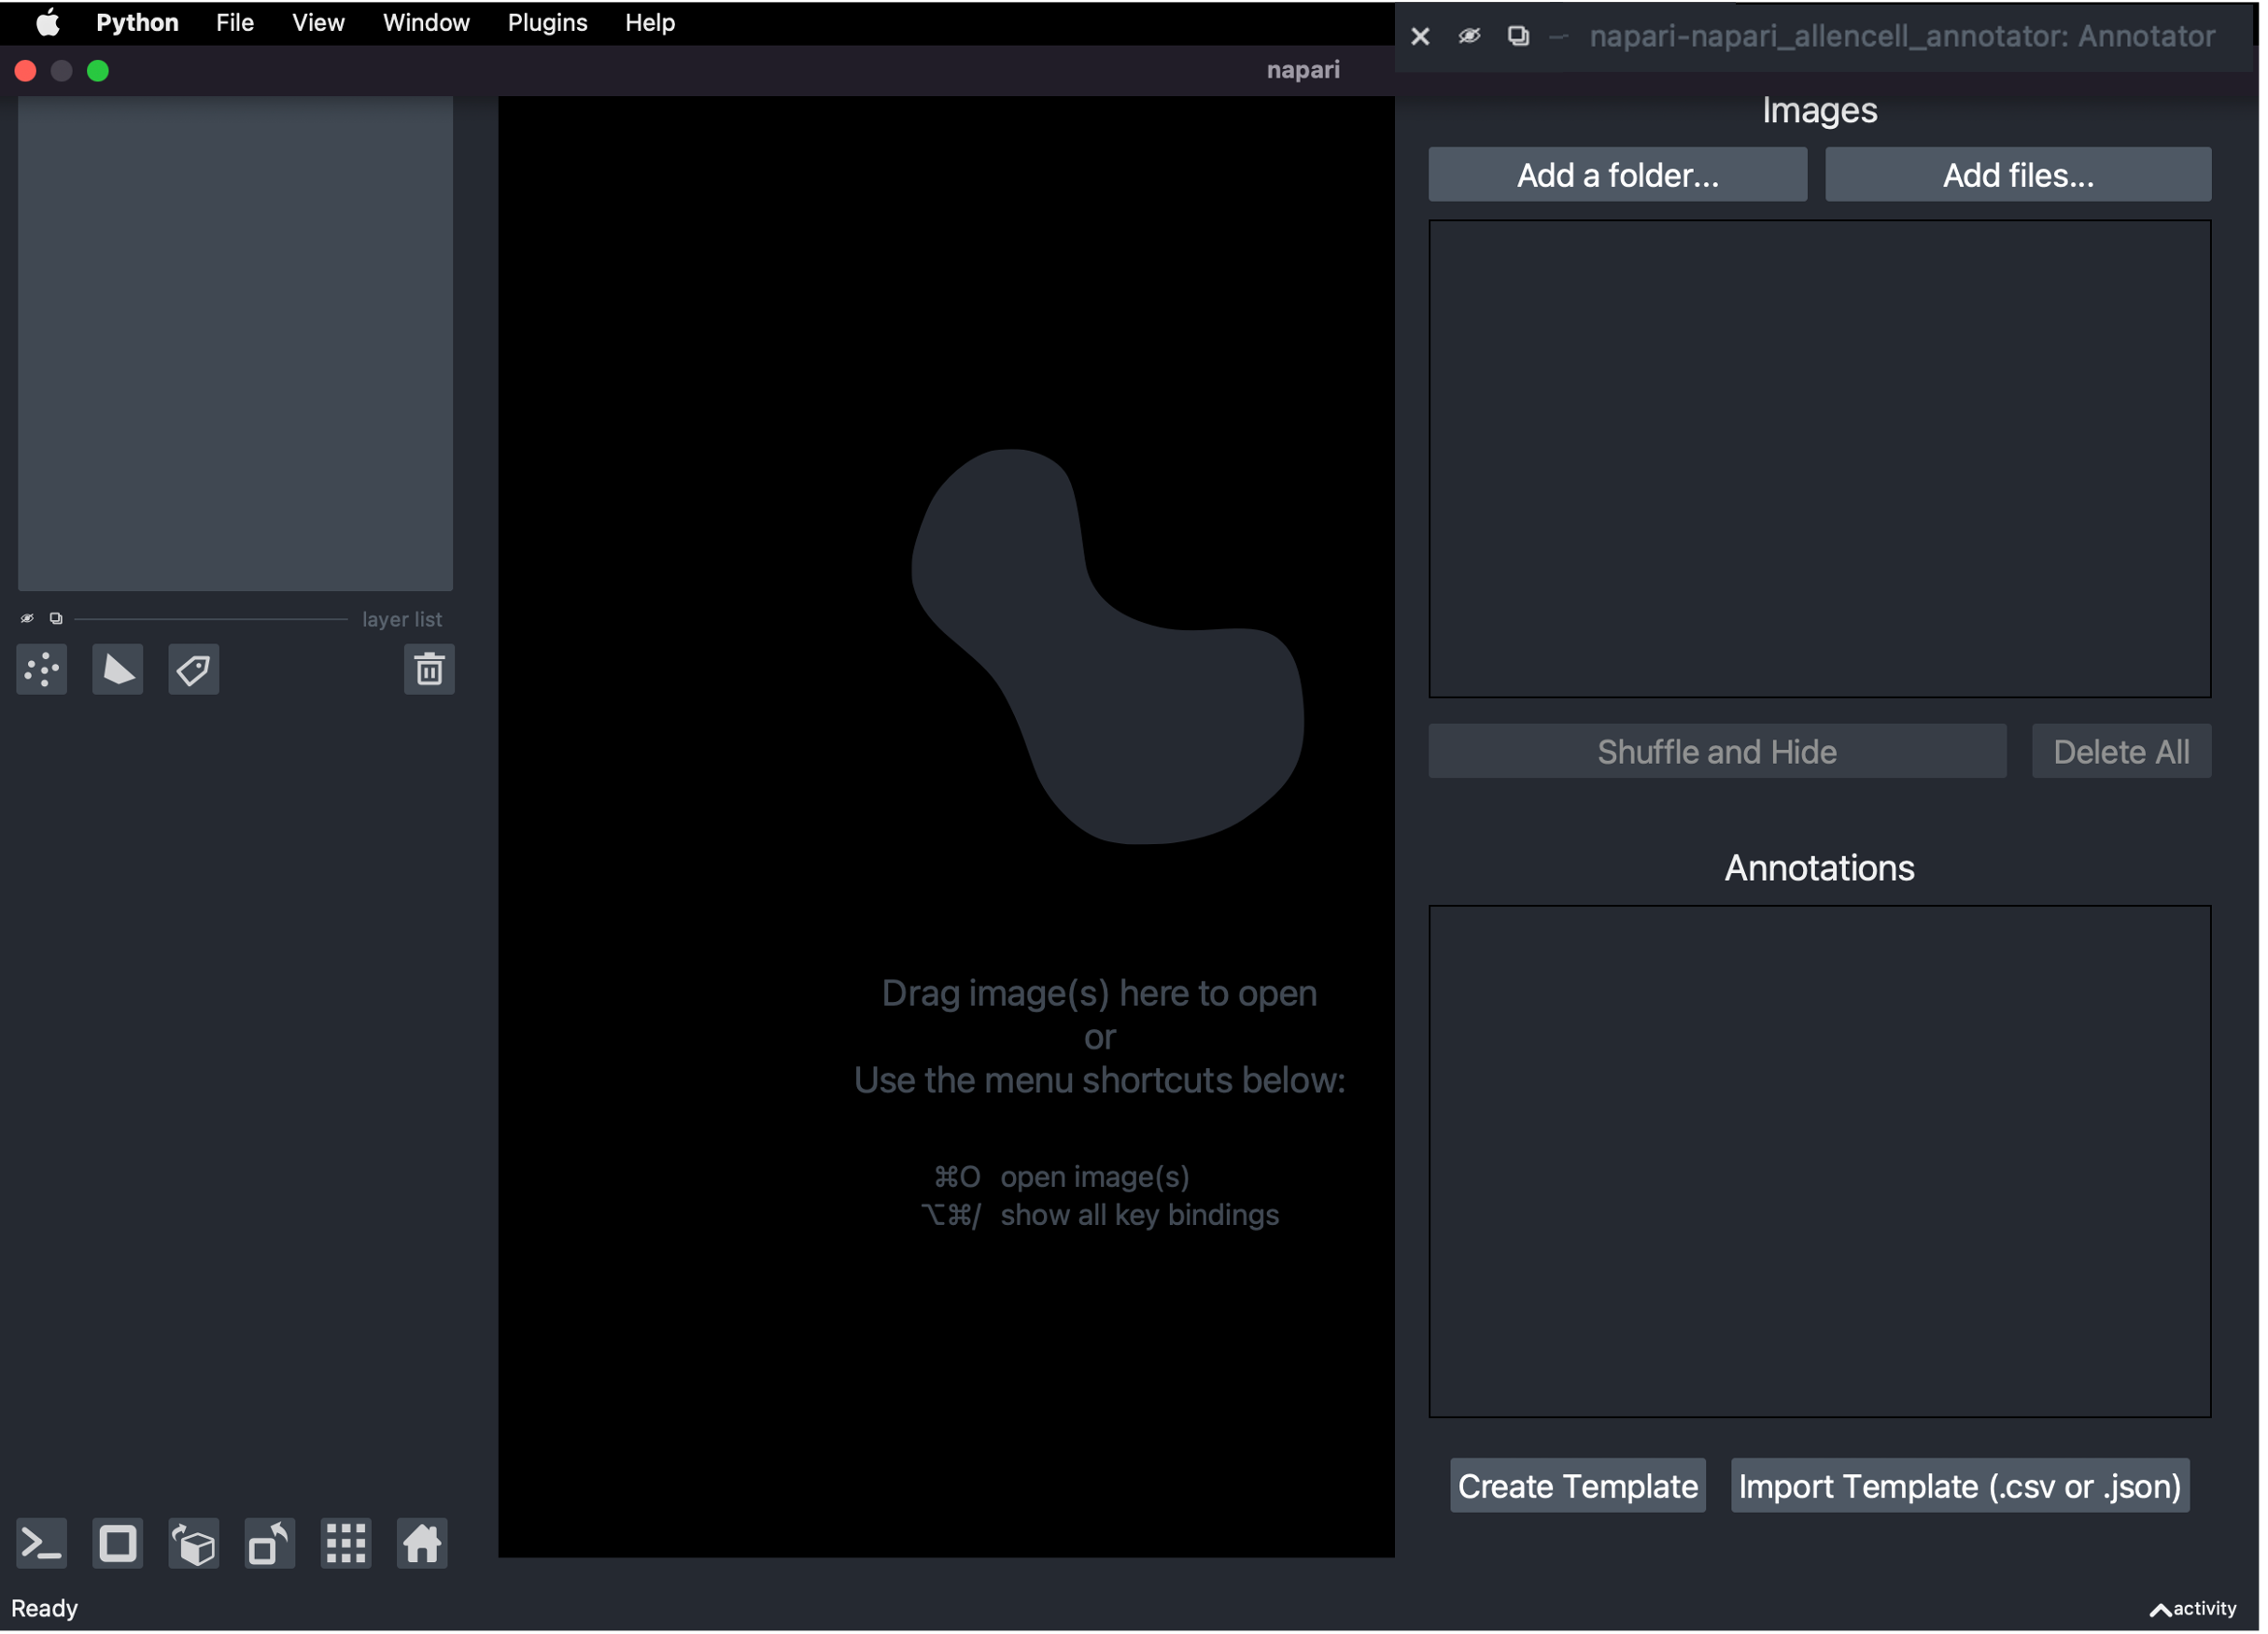 Python File View Window Plugins Help
napari
napari-napari_allencell_annotator: Annotator
layer list
Drag image(s) here to open
or
Use the menu shortcuts below:
⌘O open image(s)
⌥⌘/ show all key bindings
Images
Add a folder... Add files...
Shuffle and Hide Delete All
Annotations
Create Template Import Template (.csv or .json)
Ready
activity